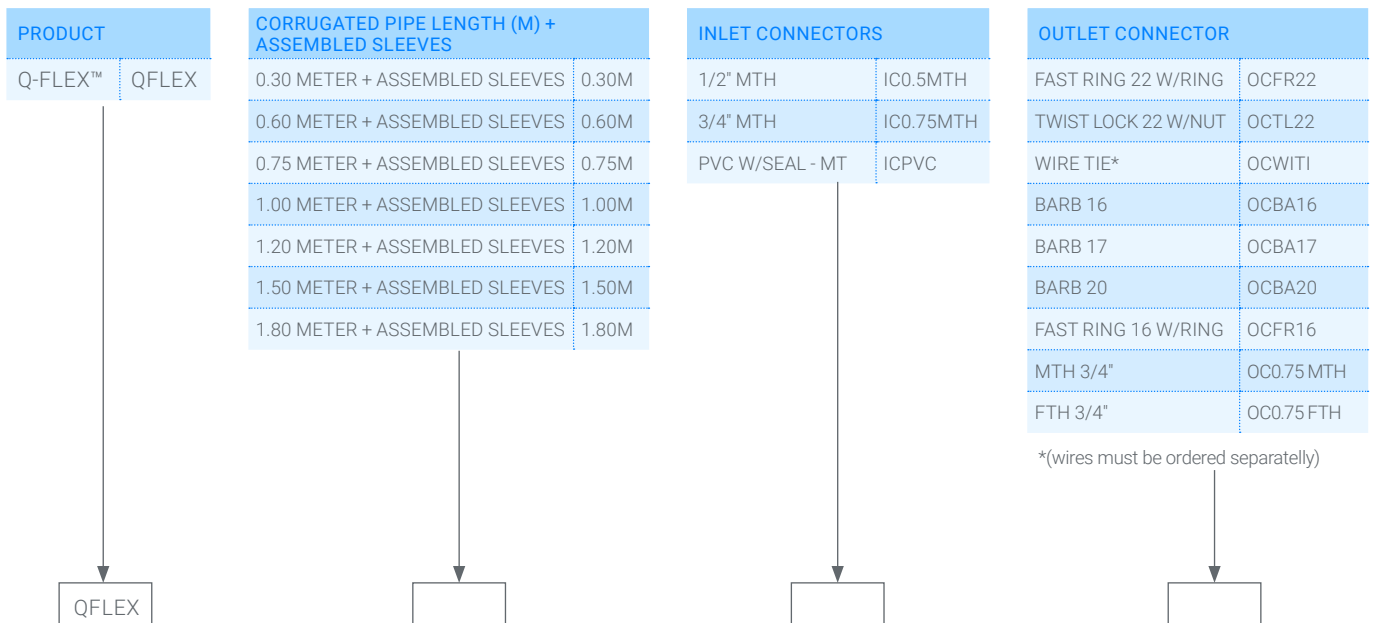 PRODUCT
Q-FLEX™ QFLEX
CORRUGATED PIPE LENGTH (M) +
ASSEMBLED SLEEVES
0.30 METER + ASSEMBLED SLEEVES 0.30M
0.60 METER + ASSEMBLED SLEEVES 0.60M
0.75 METER + ASSEMBLED SLEEVES 0.75M
1.00 METER + ASSEMBLED SLEEVES 1.00M
1.20 METER + ASSEMBLED SLEEVES 1.20M
1.50 METER + ASSEMBLED SLEEVES 1.50M
1.80 METER + ASSEMBLED SLEEVES 1.80M
INLET CONNECTORS
1/2" MTH IC0.5MTH
3/4" MTH IC0.75MTH
PVC W/SEAL - MT ICPVC
OUTLET CONNECTOR
FAST RING 22 W/RING OCFR22
TWIST LOCK 22 W/NUT OCTL22
WIRE TIE* OCWITI
BARB 16 OCBA16
BARB 17 OCBA17
BARB 20 OCBA20
FAST RING 16 W/RING OCFR16
MTH 3/4" OC0.75 MTH
FTH 3/4" OC0.75 FTH
*(wires must be ordered separatelly)
QFLEX